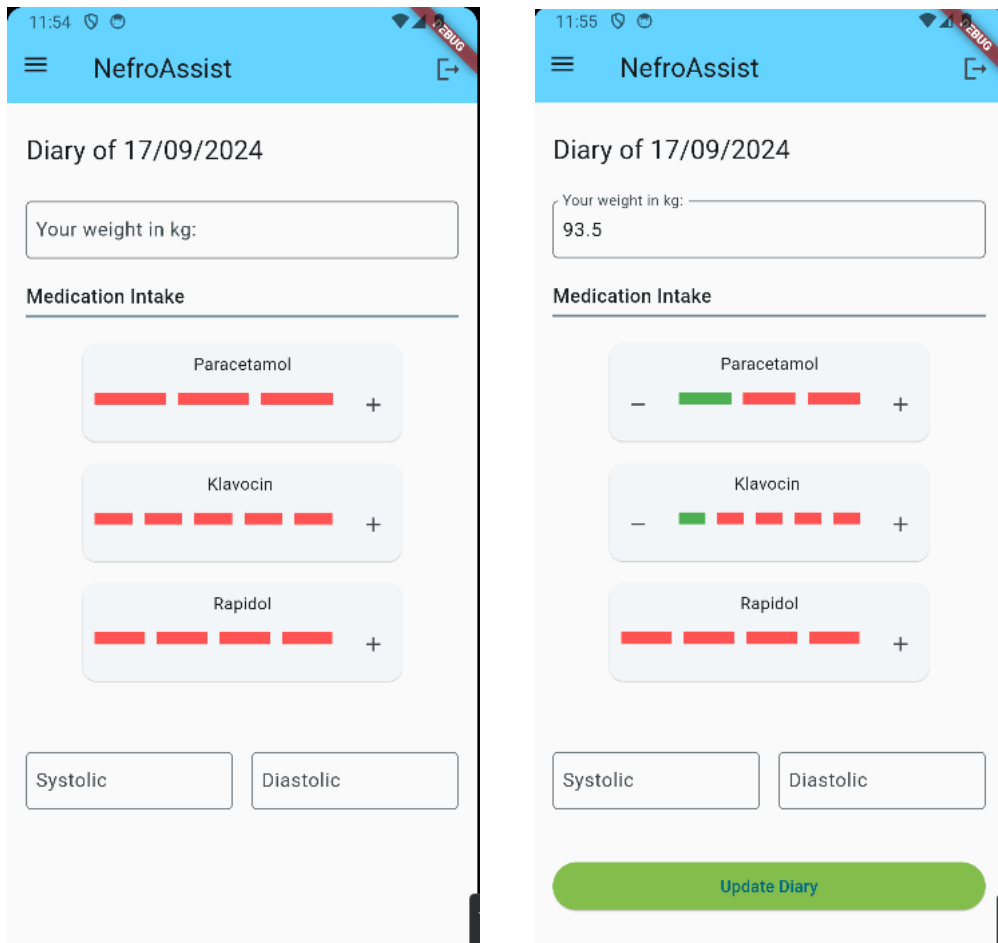 11:54
DEBUG
NefroAssist
Diary of 17/09/2024
Your weight in kg:
Medication Intake
Paracetamol
+
Klavocin
+
Rapidol
+
Systolic Diastolic
11:55
DEBUG
NefroAssist
Diary of 17/09/2024
Your weight in kg:
93.5
Medication Intake
Paracetamol
− +
Klavocin
− +
Rapidol
+
Systolic Diastolic
Update Diary